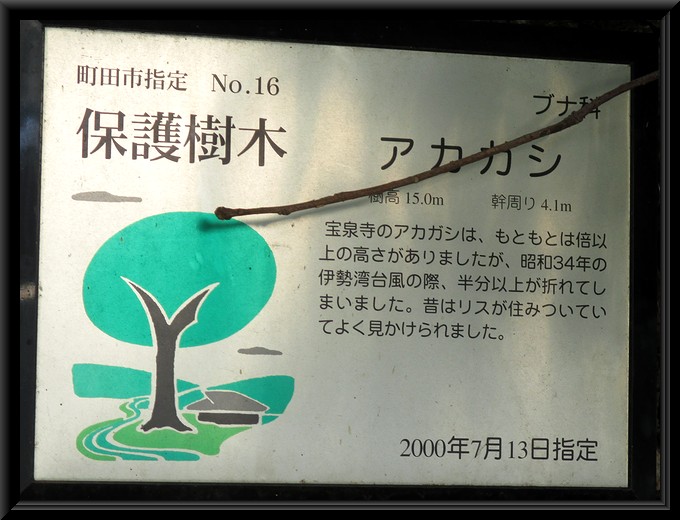 町田市指定 No.16
保護樹木
ブナ科
アカガシ
樹高 15.0m 幹周り 4.1m
宝泉寺のアカガシは、もともとは倍以
上の高さがありましたが、昭和34年の
伊勢湾台風の際、半分以上が折れてし
まいました。昔はリスが住みついてい
てよく見かけられました。
2000年7月13日指定